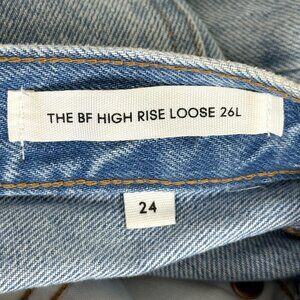 THE BF HIGH RISE LOOSE 26L
24